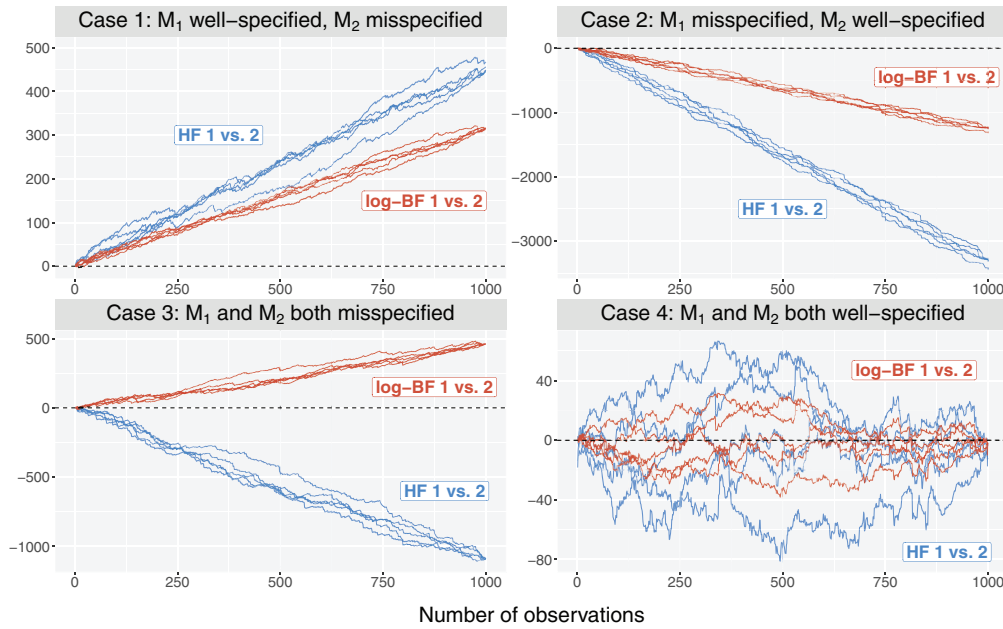 Case 1: M₁ well−specified, M₂ misspecified
500
400
300
200
100
0
HF 1 vs. 2
log−BF 1 vs. 2
0 250 500 750 1000
Case 2: M₁ misspecified, M₂ well−specified
0
−1000
−2000
−3000
log−BF 1 vs. 2
HF 1 vs. 2
0 250 500 750 1000
Case 3: M₁ and M₂ both misspecified
500
0
−500
−1000
log−BF 1 vs. 2
HF 1 vs. 2
0 250 500 750 1000
Case 4: M₁ and M₂ both well−specified
40
0
−40
−80
log−BF 1 vs. 2
HF 1 vs. 2
0 250 500 750 1000
Number of observations